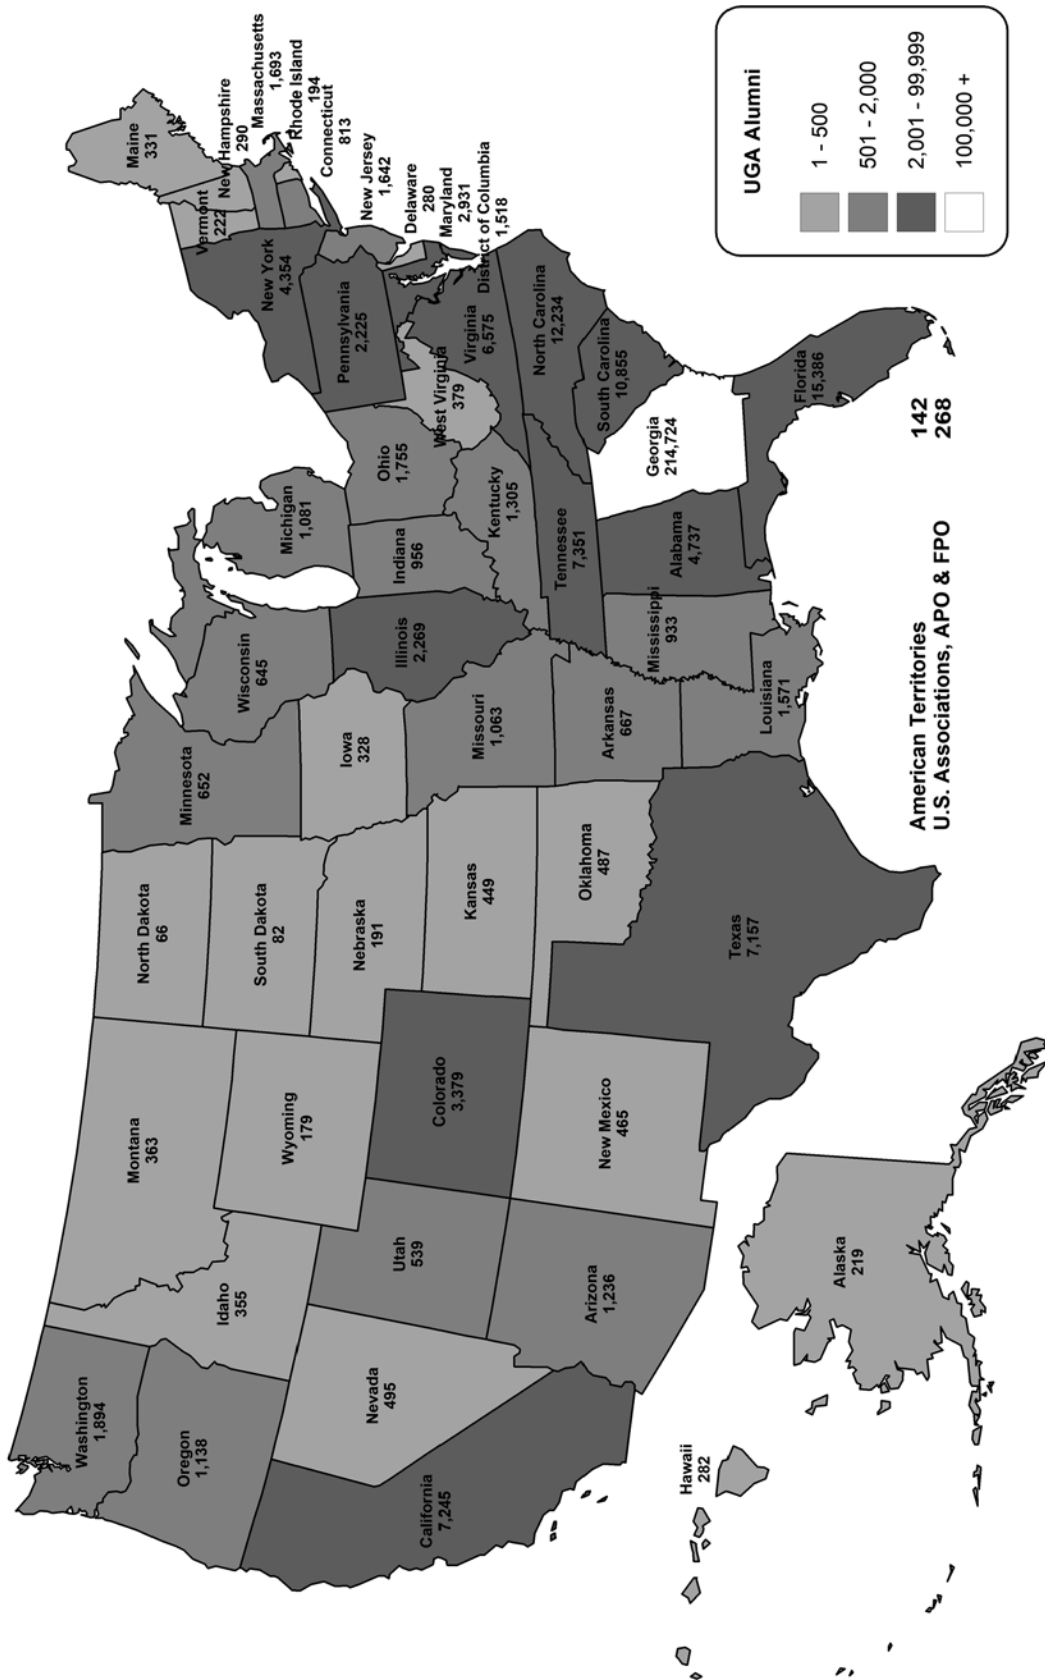 Washington
1,894
Oregon
1,138
California
7,245
Nevada
495
Idaho
355
Montana
363
Wyoming
179
Utah
539
Arizona
1,236
Colorado
3,379
New Mexico
465
North Dakota
66
South Dakota
82
Nebraska
191
Kansas
449
Oklahoma
487
Texas
7,157
Minnesota
652
Iowa
328
Missouri
1,063
Arkansas
667
Louisiana
1,571
Wisconsin
645
Illinois
2,269
Michigan
1,081
Indiana
956
Ohio
1,755
Kentucky
1,305
Tennessee
7,351
Mississippi
933
Alabama
4,737
Georgia
214,724
Florida
15,386
South Carolina
10,855
North Carolina
12,234
Virginia
6,575
West Virginia
379
Pennsylvania
2,225
New York
4,354
Vermont
222
Maine
331
New Hampshire
290
Massachusetts
1,693
Rhode Island
194
Connecticut
813
New Jersey
1,642
Delaware
280
Maryland
2,931
District of Columbia
1,518
Hawaii
282
Alaska
219
American Territories 142
U.S. Associations, APO & FPO 268
UGA Alumni
1 - 500
501 - 2,000
2,001 - 99,999
100,000 +